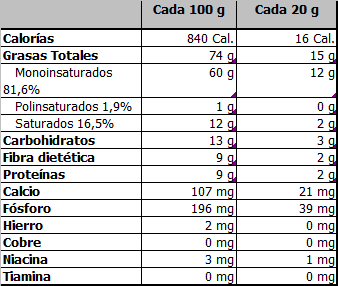 Cada 100 g Cada 20 g
Calorías 840 Cal. 16 Cal.
Grasas Totales 74 g 15 g
Monoinsaturados 60 g 12 g
81,6%
Polinsaturados 1,9% 1 g 0 g
Saturados 16,5% 12 g 2 g
Carbohidratos 13 g 3 g
Fibra dietética 9 g 2 g
Proteínas 9 g 2 g
Calcio 107 mg 21 mg
Fósforo 196 mg 39 mg
Hierro 2 mg 0 mg
Cobre 0 mg 0 mg
Niacina 3 mg 1 mg
Tiamina 0 mg 0 mg